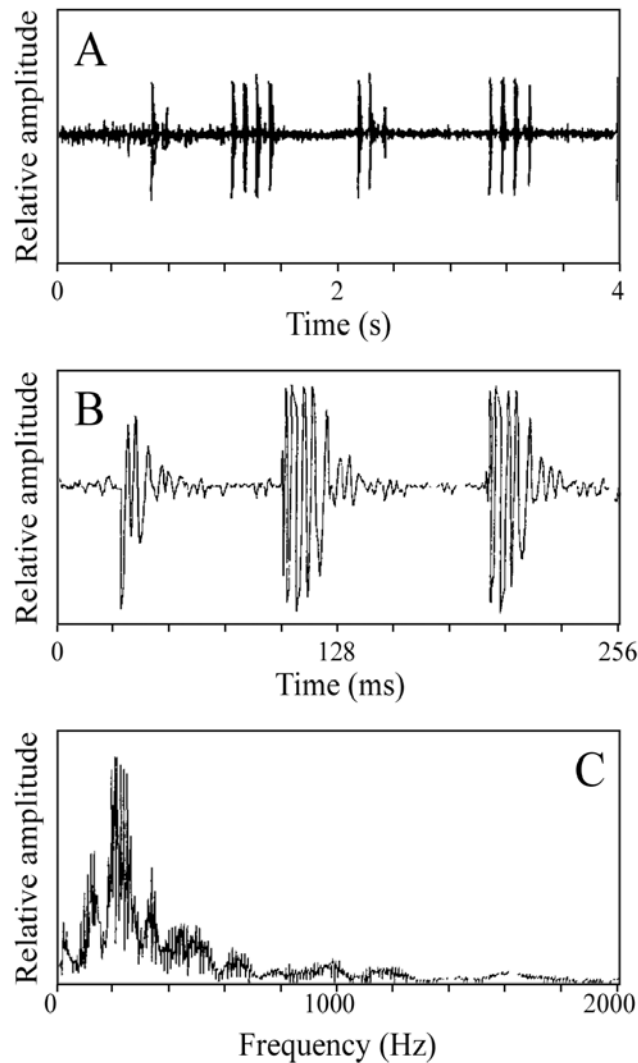 A
Relative amplitude
0 2 4
Time (s)
B
Relative amplitude
0 128 256
Time (ms)
C
Relative amplitude
0 1000 2000
Frequency (Hz)